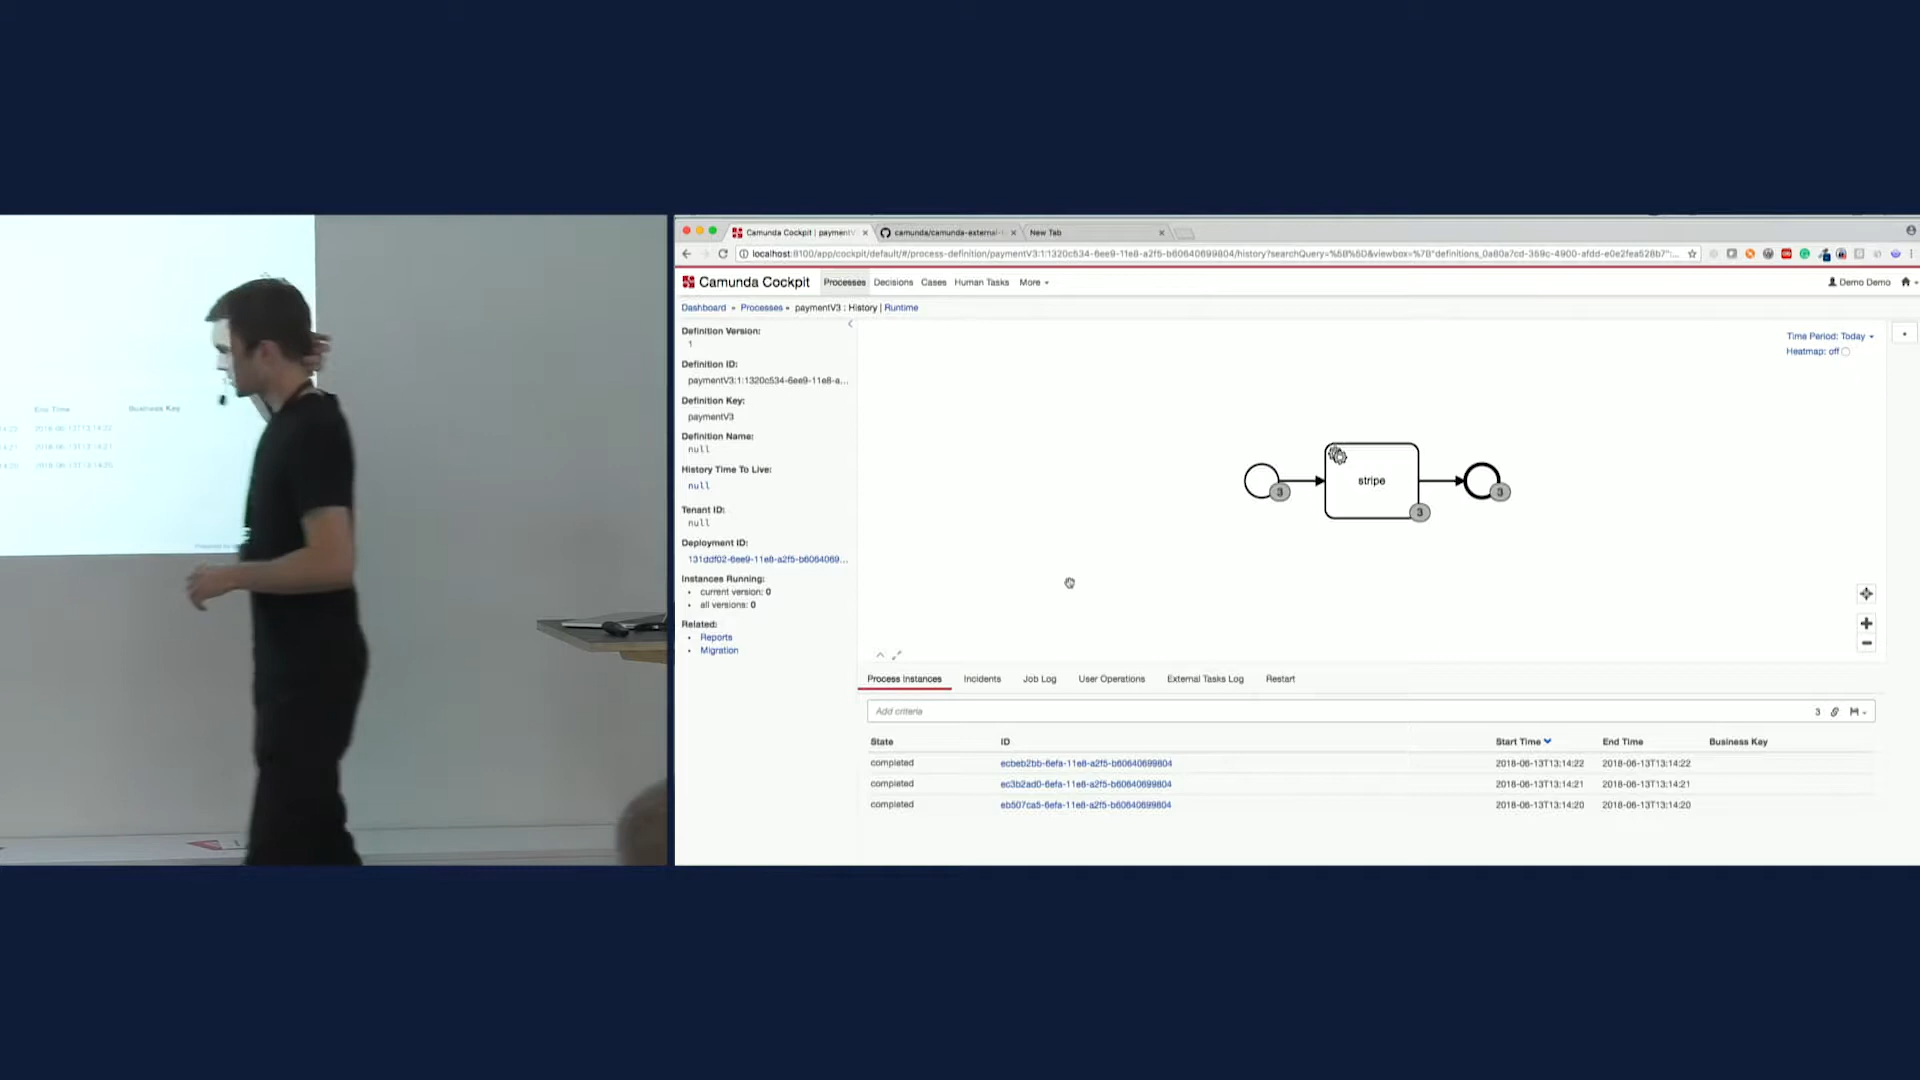 End Time Business Key
Camunda Cockpit | payment
camunda/camunda-external-t
New Tab
localhost:8100/app/cockpit/default/#/process-definition/paymentV3:1:1320c534-6ee9-11e8-a2f5-b60640699804/history?searchQuery=%5B%5D&viewbox=%7B"definitions_0a80a7cd-359c-4900-afdd-e0e2fea528b7":...
Camunda Cockpit Processes Decisions Cases Human Tasks More Demo Demo
Dashboard » Processes » paymentV3 : History | Runtime
Definition Version:
1
Definition ID:
paymentV3:1:1320c534-6ee9-11e8-a...
Definition Key:
paymentV3
Definition Name:
null
History Time To Live:
null
Tenant ID:
null
Deployment ID:
131ddf02-6ee9-11e8-a2f5-b6064069...
Instances Running:
• current version: 0
• all versions: 0
Related:
• Reports
• Migration
Time Period: Today
Heatmap: off
stripe
3
3
3
Process Instances Incidents Job Log User Operations External Tasks Log Restart
Add criteria 3
State ID Start Time End Time Business Key
completed ecbeb2bb-6efa-11e8-a2f5-b60640699804 2018-06-13T13:14:22 2018-06-13T13:14:22
completed ec3b2ad0-6efa-11e8-a2f5-b60640699804 2018-06-13T13:14:21 2018-06-13T13:14:21
completed eb507ca5-6efa-11e8-a2f5-b60640699804 2018-06-13T13:14:20 2018-06-13T13:14:20